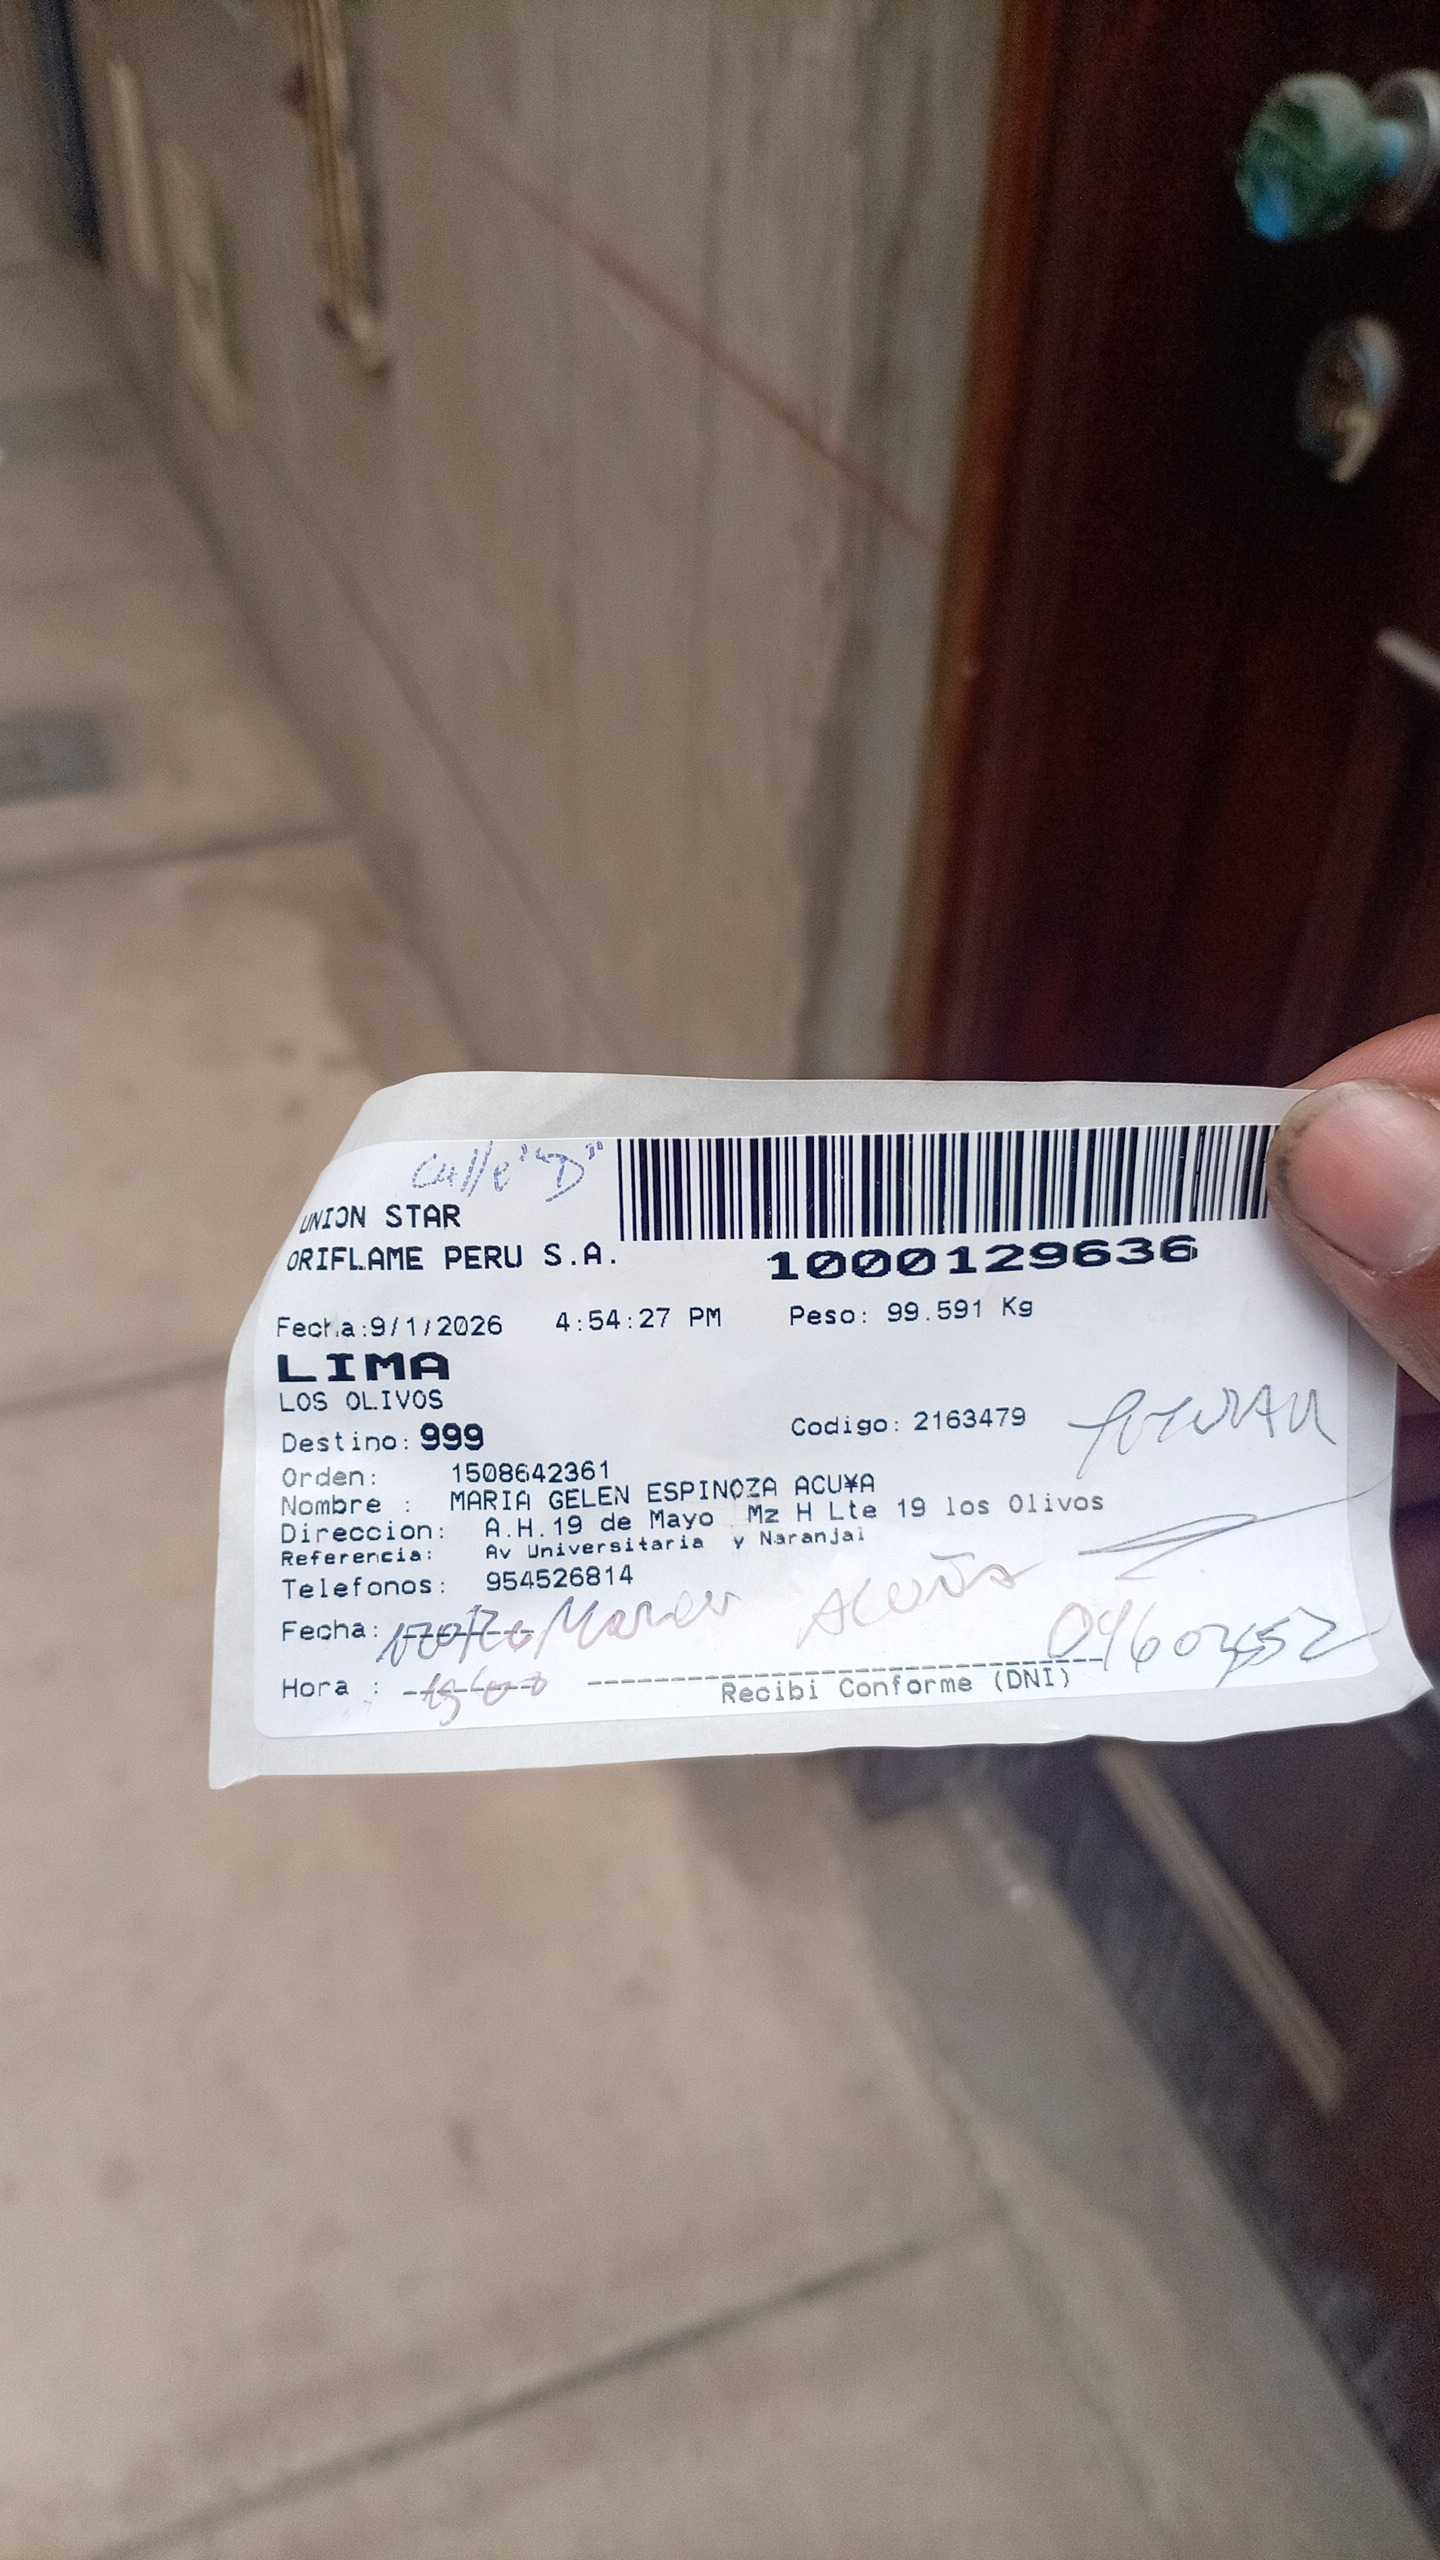 Calle "D"
UNION STAR
ORIFLAME PERU S.A.
1000129636
Fecha:9/1/2026 4:54:27 PM Peso: 99.591 Kg
LIMA
LOS OLIVOS
Destino: 999 Codigo: 2163479
Orden: 1508642361
Nombre : MARIA GELEN ESPINOZA ACU¥A
Direccion: A.H.19 de Mayo Mz H Lte 19 los Olivos
Referencia: Av Universitaria y Naranjal
Telefonos: 954526814
Fecha: ACUÑA
Hora :
Recibi Conforme (DNI)